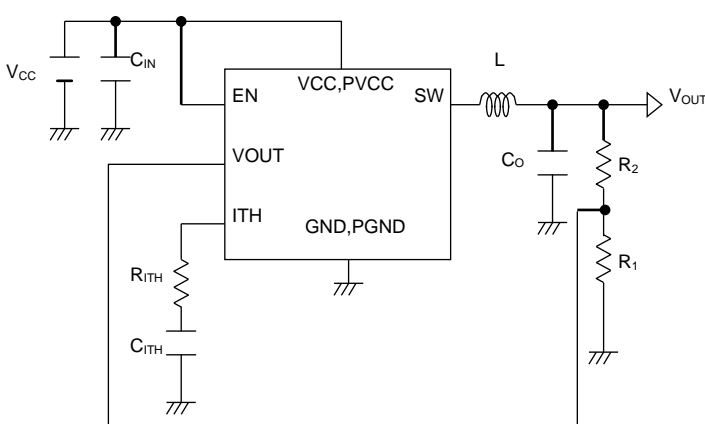 VCC
CIN
EN
VCC,PVCC
SW
L
VOUT
VOUT
CO
R2
ITH
GND,PGND
RITH
R1
CITH